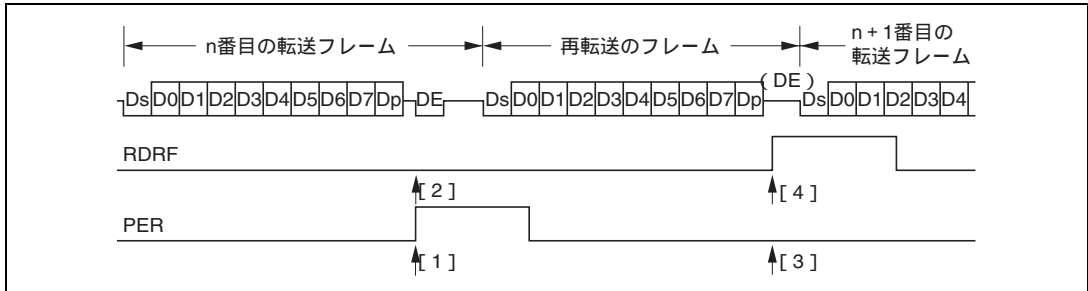 n番目の転送フレーム
再転送のフレーム
n+1番目の
転送フレーム
(DE)
Ds D0 D1 D2 D3 D4 D5 D6 D7 Dp DE Ds D0 D1 D2 D3 D4 D5 D6 D7 Dp Ds D0 D1 D2 D3 D4
RDRF
[2] [4]
PER
[1] [3]